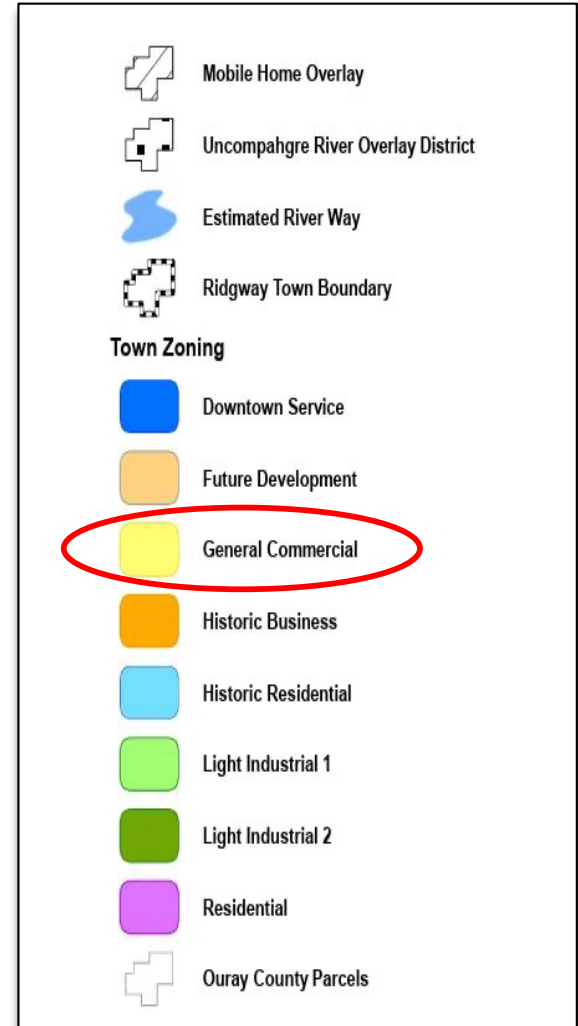 Mobile Home Overlay
Uncompahgre River Overlay District
Estimated River Way
Ridgway Town Boundary
Town Zoning
Downtown Service
Future Development
General Commercial
Historic Business
Historic Residential
Light Industrial 1
Light Industrial 2
Residential
Ouray County Parcels